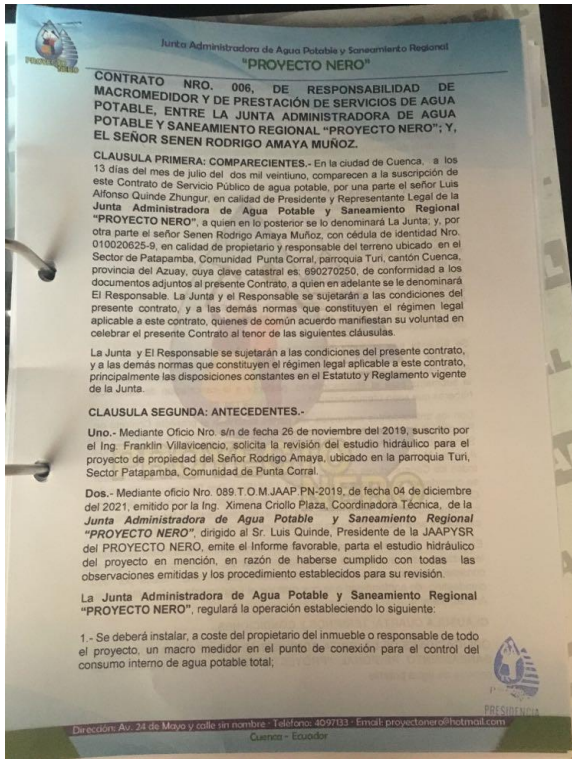 PROYECTO NERO
Junta Administradora de Agua Potable y Saneamiento Regional
"PROYECTO NERO"
CONTRATO NRO. 006, DE RESPONSABILIDAD DE
MACROMEDIDOR Y DE PRESTACIÓN DE SERVICIOS DE AGUA
POTABLE, ENTRE LA JUNTA ADMINISTRADORA DE AGUA
POTABLE Y SANEAMIENTO REGIONAL "PROYECTO NERO"; Y,
EL SEÑOR SENEN RODRIGO AMAYA MUÑOZ.
CLAUSULA PRIMERA: COMPARECIENTES.- En la ciudad de Cuenca, a los
13 días del mes de julio del dos mil veintiuno, comparecen a la suscripción de
este Contrato de Servicio Público de agua potable, por una parte el señor Luis
Alfonso Quinde Zhungur, en calidad de Presidente y Representante Legal de la
Junta Administradora de Agua Potable y Saneamiento Regional
"PROYECTO NERO", a quien en lo posterior se lo denominará La Junta; y, por
otra parte el señor Senen Rodrigo Amaya Muñoz, con cédula de identidad Nro.
010020625-9, en calidad de propietario y responsable del terreno ubicado en el
Sector de Patapamba, Comunidad Punta Corral, parroquia Turi, cantón Cuenca,
provincia del Azuay, cuya clave catastral es: 690270250, de conformidad a los
documentos adjuntos al presente Contrato, a quien en adelante se le denominará
El Responsable. La Junta y el Responsable se sujetarán a las condiciones del
presente contrato, y a las demás normas que constituyen el régimen legal
aplicable a este contrato, quienes de común acuerdo manifiestan su voluntad en
celebrar el presente Contrato al tenor de las siguientes cláusulas.
La Junta y El Responsable se sujetarán a las condiciones del presente contrato,
y a las demás normas que constituyen el régimen legal aplicable a este contrato,
principalmente las disposiciones constantes en el Estatuto y Reglamento vigente
de la Junta.
CLAUSULA SEGUNDA: ANTECEDENTES.-
Uno.- Mediante Oficio Nro. s/n de fecha 26 de noviembre del 2019, suscrito por
el Ing. Franklin Villavicencio, solicita la revisión del estudio hidráulico para el
proyecto de propiedad del Señor Rodrigo Amaya, ubicado en la parroquia Turi,
Sector Patapamba, Comunidad de Punta Corral.
Dos.- Mediante oficio Nro. 089.T.O.M.JAAP.PN-2019, de fecha 04 de diciembre
del 2021, emitido por la Ing. Ximena Criollo Plaza, Coordinadora Técnica, de la
Junta Administradora de Agua Potable y Saneamiento Regional
"PROYECTO NERO", dirigido al Sr. Luis Quinde, Presidente de la JAAPYSR
del PROYECTO NERO, emite el Informe favorable, parta el estudio hidráulico
del proyecto en mención, en razón de haberse cumplido con todas las
observaciones emitidas y los procedimiento establecidos para su revisión.
La Junta Administradora de Agua Potable y Saneamiento Regional
"PROYECTO NERO", regulará la operación estableciendo lo siguiente:
1.- Se deberá instalar, a coste del propietario del inmueble o responsable de todo
el proyecto, un macro medidor en el punto de conexión para el control del
consumo interno de agua potable total;
PRESIDENCIA
Dirección: Av. 24 de Mayo y calle sin nombre - Teléfono: 4097133 - Email: proyectonero@hotmail.com
Cuenca - Ecuador